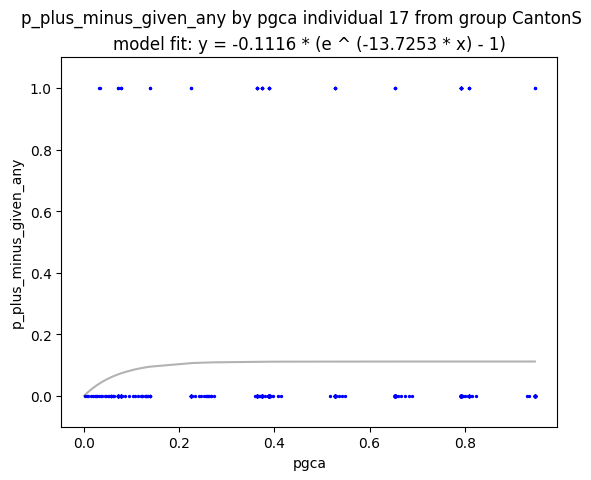 p_plus_minus_given_any by pgca individual 17 from group CantonS
model fit: y = -0.1116 * (e ^ (-13.7253 * x) - 1)
1.0
0.8
0.6
0.4
0.2
0.0
p_plus_minus_given_any
0.0 0.2 0.4 0.6 0.8
pgca